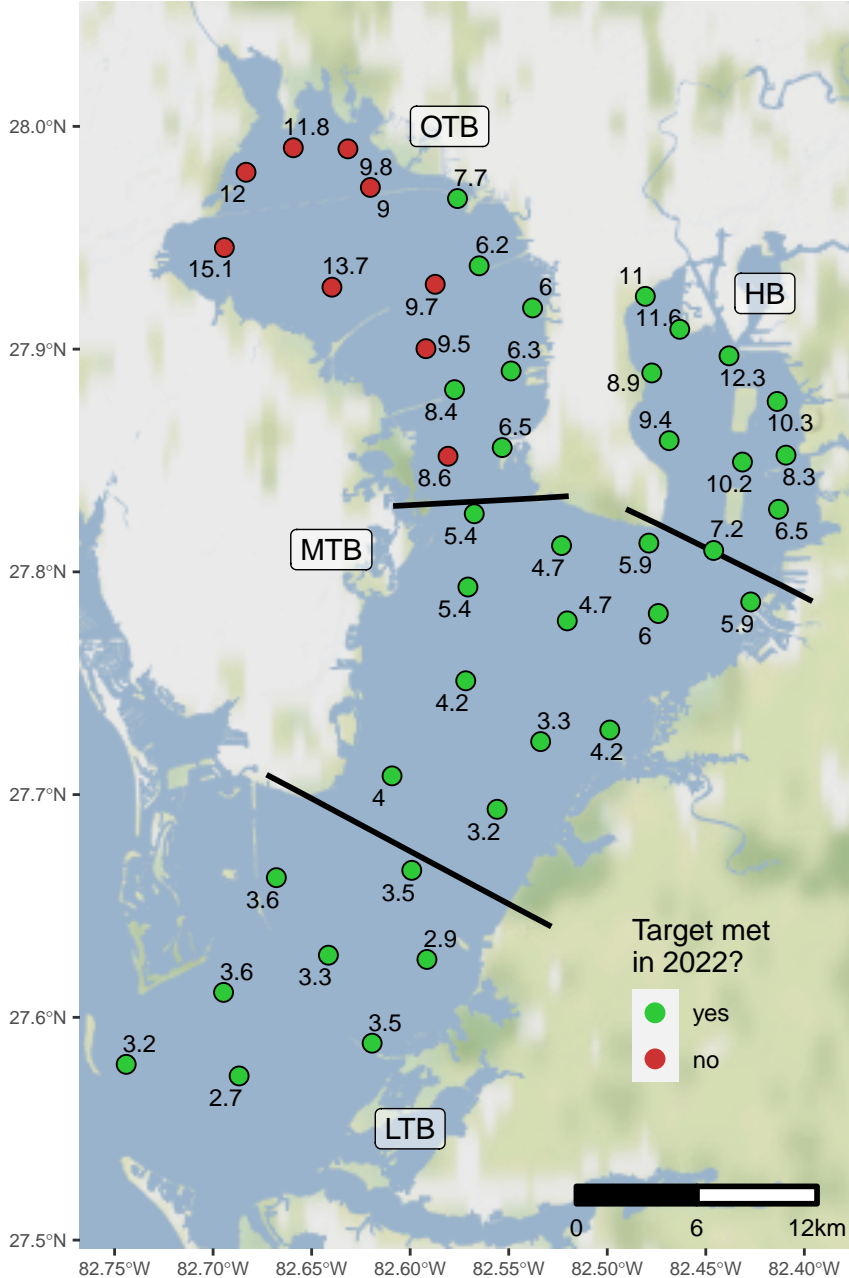 28.0°N
11.8
OTB
9.8
7.7
12
9
6.2
15.1
13.7
9.7
6
11
HB
11.6
27.9°N
9.5
6.3
12.3
8.9
8.4
10.3
9.4
6.5
8.6
10.2
8.3
5.4
7.2
6.5
MTB
27.8°N
4.7
5.9
5.4
4.7
6
5.9
4.2
3.3
4.2
27.7°N
4
3.2
3.6
3.5
2.9
Target met
in 2022?
3.3
3.6
yes
27.6°N
3.5
3.2
no
2.7
LTB
0 6 12km
27.5°N
82.75°W 82.70°W 82.65°W 82.60°W 82.55°W 82.50°W 82.45°W 82.40°W